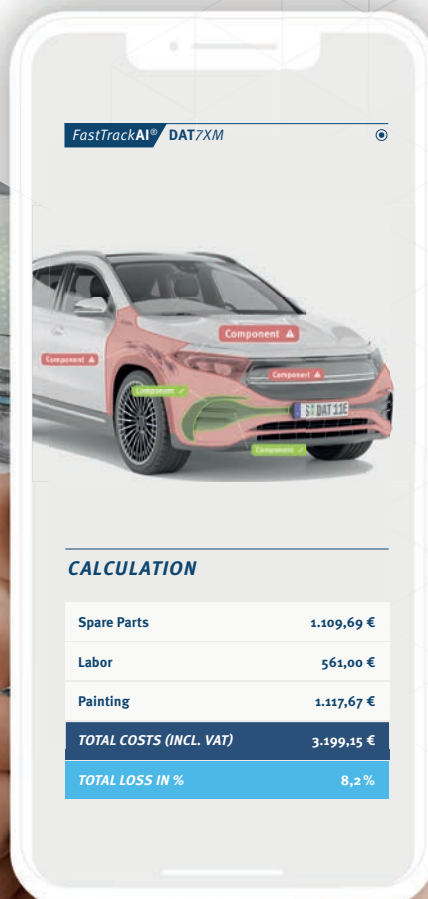 FastTrackAI® DAT7XM
Component
Component
Component
Component
S DAT 11E
Component
CALCULATION
Spare Parts 1.109,69 €
Labor 561,00 €
Painting 1.117,67 €
TOTAL COSTS (INCL. VAT) 3.199,15 €
TOTAL LOSS IN % 8,2 %